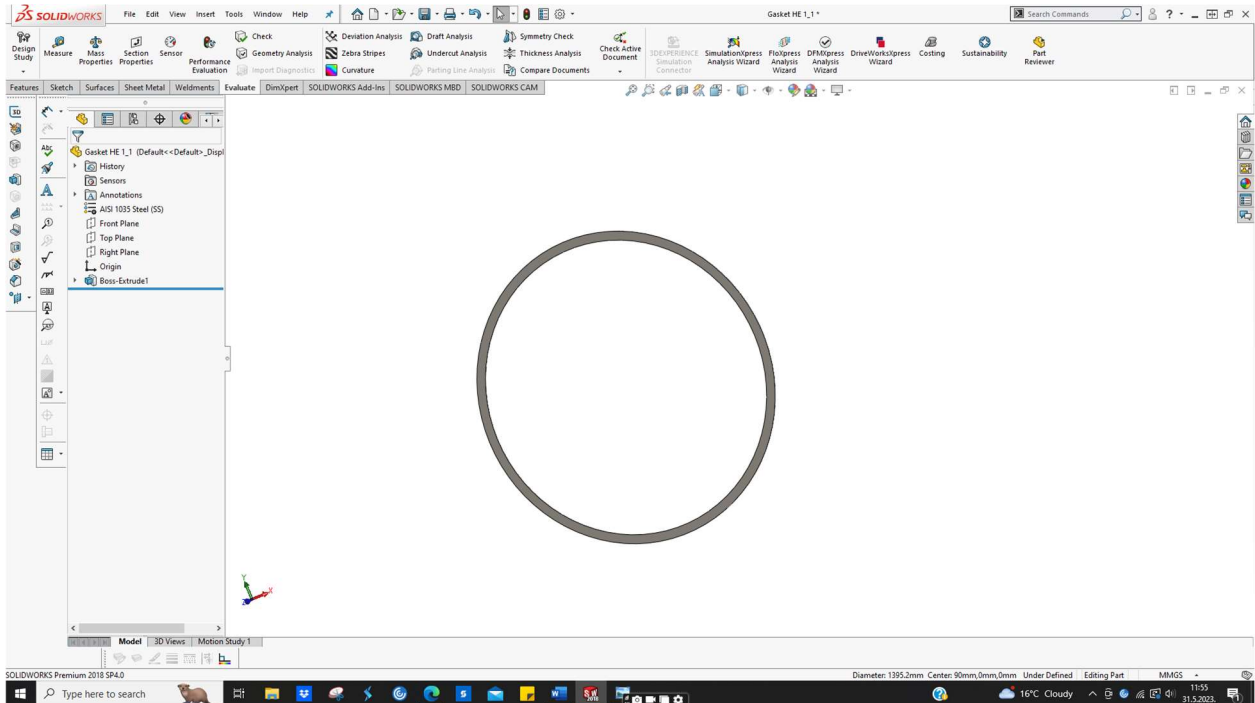 SOLIDWORKS File Edit View Insert Tools Window Help Gasket HE 1_1 * Search Commands
Design Study
Measure
Mass Properties
Section Properties
Sensor
Performance Evaluation
Check
Geometry Analysis
Import Diagnostics
Deviation Analysis
Zebra Stripes
Curvature
Draft Analysis
Undercut Analysis
Parting Line Analysis
Symmetry Check
Thickness Analysis
Compare Documents
Check Active Document
3DEXPERIENCE Simulation Connector
SimulationXpress Analysis Wizard
FloXpress Analysis Wizard
DFMXpress Analysis Wizard
DriveWorksXpress Wizard
Costing
Sustainability
Part Reviewer
Features Sketch Surfaces Sheet Metal Weldments Evaluate DimXpert SOLIDWORKS Add-Ins SOLIDWORKS MBD SOLIDWORKS CAM
Gasket HE 1_1 (Default<<Default>_Displ
History
Sensors
Annotations
AISI 1035 Steel (SS)
Front Plane
Top Plane
Right Plane
Origin
Boss-Extrude1
Y
X
Z
Model 3D Views Motion Study 1
SOLIDWORKS Premium 2018 SP4.0 Diameter: 1395.2mm Center: 90mm,0mm,0mm Under Defined Editing Part MMGS
Type here to search
16°C Cloudy
11:55
31.5.2023.